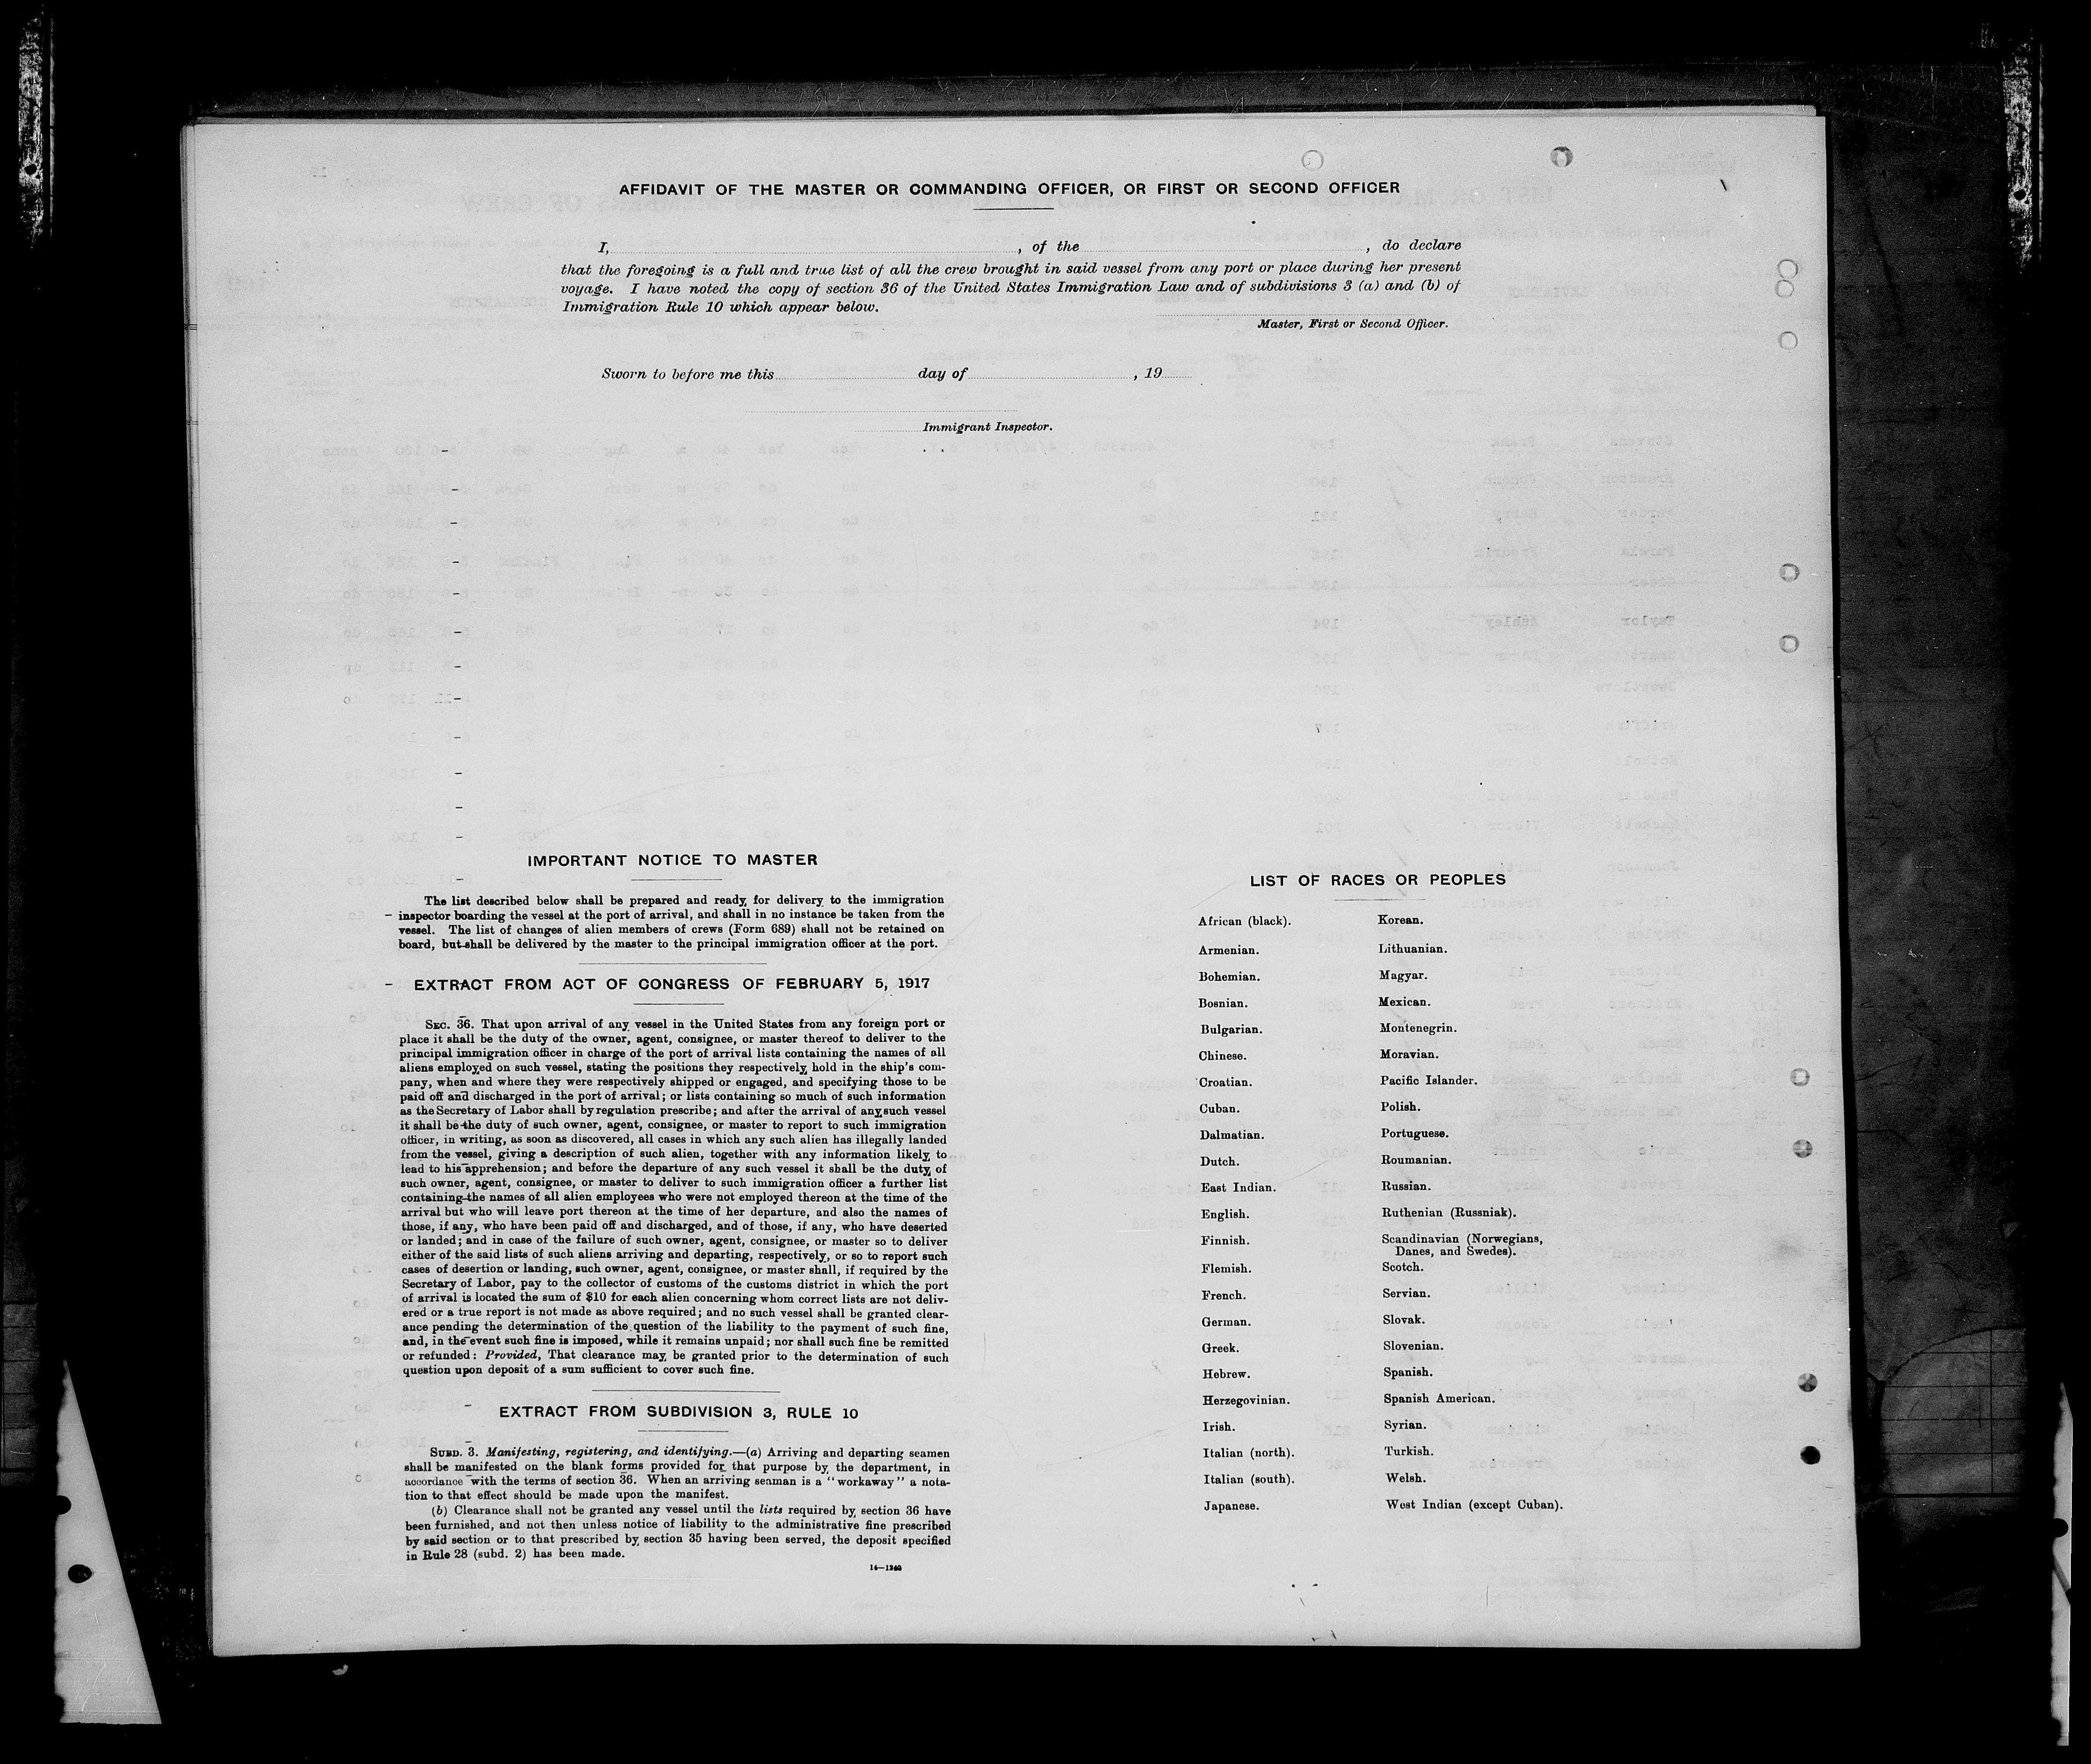 AFFIDAVIT OF THE MASTER OR COMMANDING OFFICER, OR FIRST OR SECOND OFFICER
I, , of the , do declare
that the foregoing is a full and true list of all the crew brought in said vessel from any port or place during her present
voyage. I have noted the copy of section 36 of the United States Immigration Law and of subdivisions 3 (a) and (b) of
Immigration Rule 10 which appear below.
Master, First or Second Officer.
Sworn to before me this day of , 19
Immigrant Inspector.
IMPORTANT NOTICE TO MASTER
The list described below shall be prepared and ready for delivery to the immigration
inspector boarding the vessel at the port of arrival, and shall in no instance be taken from the
vessel. The list of changes of alien members of crews (Form 689) shall not be retained on
board, but shall be delivered by the master to the principal immigration officer at the port.
EXTRACT FROM ACT OF CONGRESS OF FEBRUARY 5, 1917
SEC. 36. That upon arrival of any vessel in the United States from any foreign port or
place it shall be the duty of the owner, agent, consignee, or master thereof to deliver to the
principal immigration officer in charge of the port of arrival lists containing the names of all
aliens employed on such vessel, stating the positions they respectively hold in the ship's com-
pany, when and where they were respectively shipped or engaged, and specifying those to be
paid off and discharged in the port of arrival; or lists containing so much of such information
as the Secretary of Labor shall by regulation prescribe; and after the arrival of any such vessel
it shall be the duty of such owner, agent, consignee, or master to report to such immigration
officer, in writing, as soon as discovered, all cases in which any such alien has illegally landed
from the vessel, giving a description of such alien, together with any information likely to
lead to his apprehension; and before the departure of any such vessel it shall be the duty of
such owner, agent, consignee, or master to deliver to such immigration officer a further list
containing the names of all alien employees who were not employed thereon at the time of the
arrival but who will leave port thereon at the time of her departure, and also the names of
those, if any, who have been paid off and discharged, and of those, if any, who have deserted
or landed; and in case of the failure of such owner, agent, consignee, or master so to deliver
either of the said lists of such aliens arriving and departing, respectively, or so to report such
cases of desertion or landing, such owner, agent, consignee, or master shall, if required by the
Secretary of Labor, pay to the collector of customs of the customs district in which the port
of arrival is located the sum of $10 for each alien concerning whom correct lists are not deliv-
ered or a true report is not made as above required; and no such vessel shall be granted clear-
ance pending the determination of the question of the liability to the payment of such fine,
and, in the event such fine is imposed, while it remains unpaid; nor shall such fine be remitted
or refunded: Provided, That clearance may be granted prior to the determination of such
question upon deposit of a sum sufficient to cover such fine.
EXTRACT FROM SUBDIVISION 3, RULE 10
SUBD. 3. Manifesting, registering, and identifying.—(a) Arriving and departing seamen
shall be manifested on the blank forms provided for that purpose by the department, in
accordance with the terms of section 36. When an arriving seaman is a "workaway" a nota-
tion to that effect should be made upon the manifest.
(b) Clearance shall not be granted any vessel until the lists required by section 36 have
been furnished, and not then unless notice of liability to the administrative fine prescribed
by said section or to that prescribed by section 35 having been served, the deposit specified
in Rule 28 (subd. 2) has been made.
14—1240
LIST OF RACES OR PEOPLES
African (black).
Armenian.
Bohemian.
Bosnian.
Bulgarian.
Chinese.
Croatian.
Cuban.
Dalmatian.
Dutch.
East Indian.
English.
Finnish.
Flemish.
French.
German.
Greek.
Hebrew.
Herzegovinian.
Irish.
Italian (north).
Italian (south).
Japanese.
Korean.
Lithuanian.
Magyar.
Mexican.
Montenegrin.
Moravian.
Pacific Islander.
Polish.
Portuguese.
Roumanian.
Russian.
Ruthenian (Russniak).
Scandinavian (Norwegians,
Danes, and Swedes).
Scotch.
Servian.
Slovak.
Slovenian.
Spanish.
Spanish American.
Syrian.
Turkish.
Welsh.
West Indian (except Cuban).